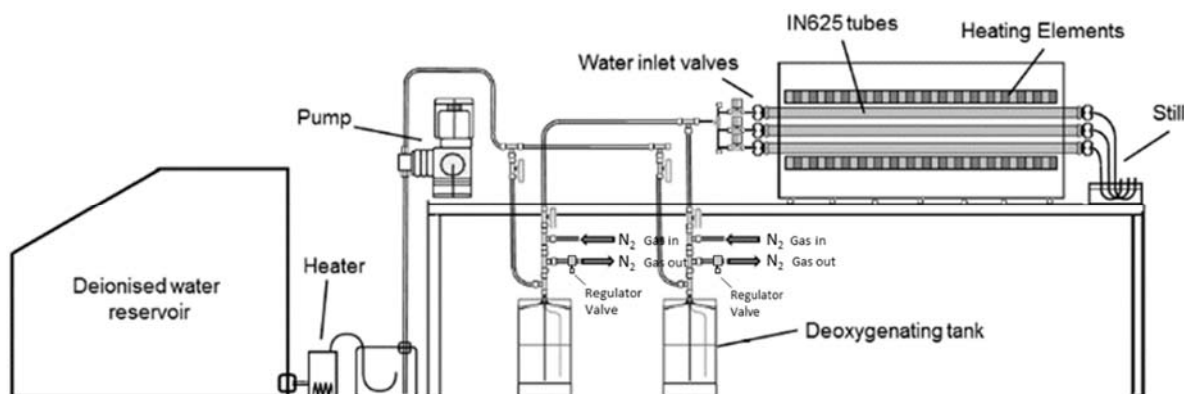 IN625 tubes
Heating Elements
Water inlet valves
Still
Pump
N2 Gas in
N2 Gas in
N2 Gas out
N2 Gas out
Heater
Deionised water
reservoir
Regulator
Valve
Regulator
Valve
Deoxygenating tank